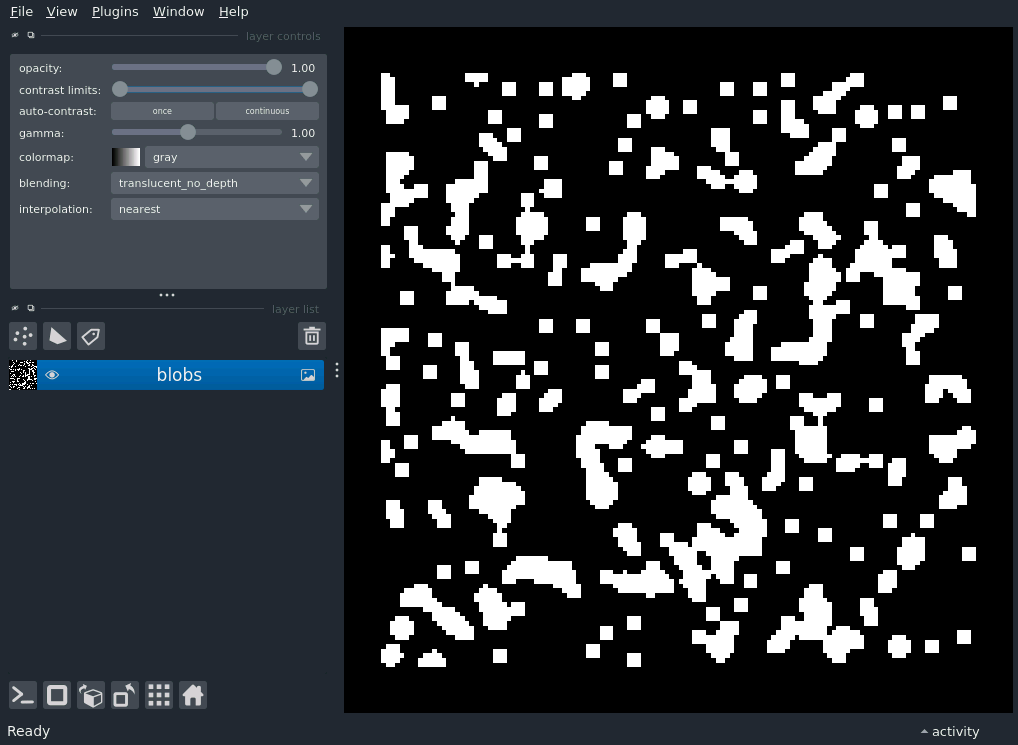 File View Plugins Window Help
layer controls
opacity: 1.00
contrast limits:
auto-contrast: once continuous
gamma: 1.00
colormap: gray
blending: translucent_no_depth
interpolation: nearest
layer list
blobs
Ready activity